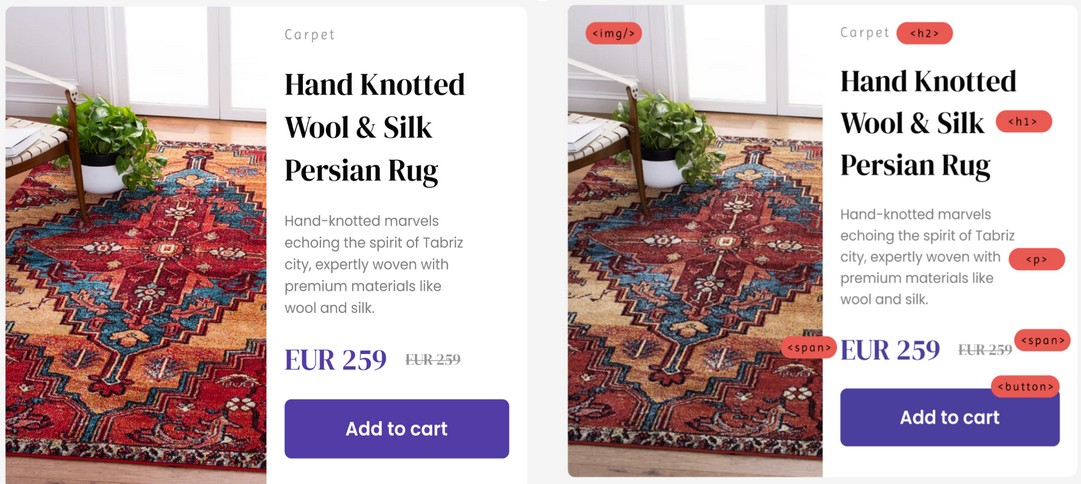 Carpet
Hand Knotted
Wool & Silk
Persian Rug
Hand-knotted marvels
echoing the spirit of Tabriz
city, expertly woven with
premium materials like
wool and silk.
EUR 259 EUR 259
Add to cart
<img/>
Carpet <h2>
Hand Knotted
Wool & Silk <h1>
Persian Rug
Hand-knotted marvels
echoing the spirit of Tabriz
city, expertly woven with <p>
premium materials like
wool and silk.
<span> EUR 259 EUR 259 <span>
<button>
Add to cart